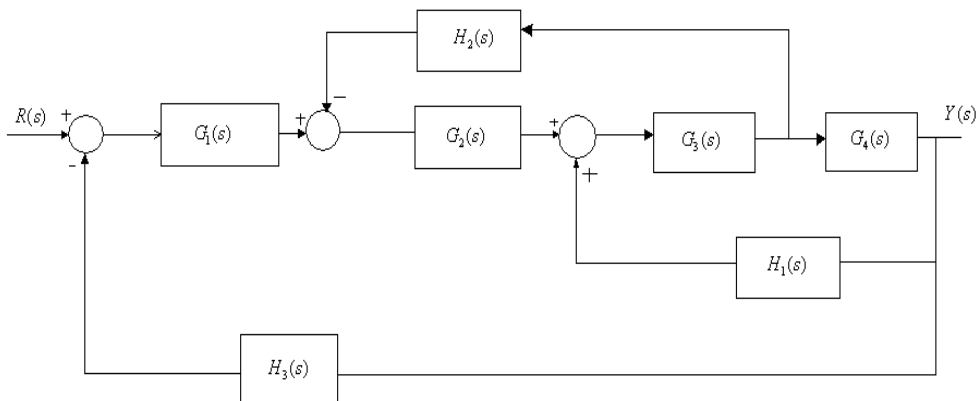 H₂(s)
R(s) + G₁(s) + − G₂(s) + G₃(s) G₄(s) Y(s)
- +
H₁(s)
H₃(s)